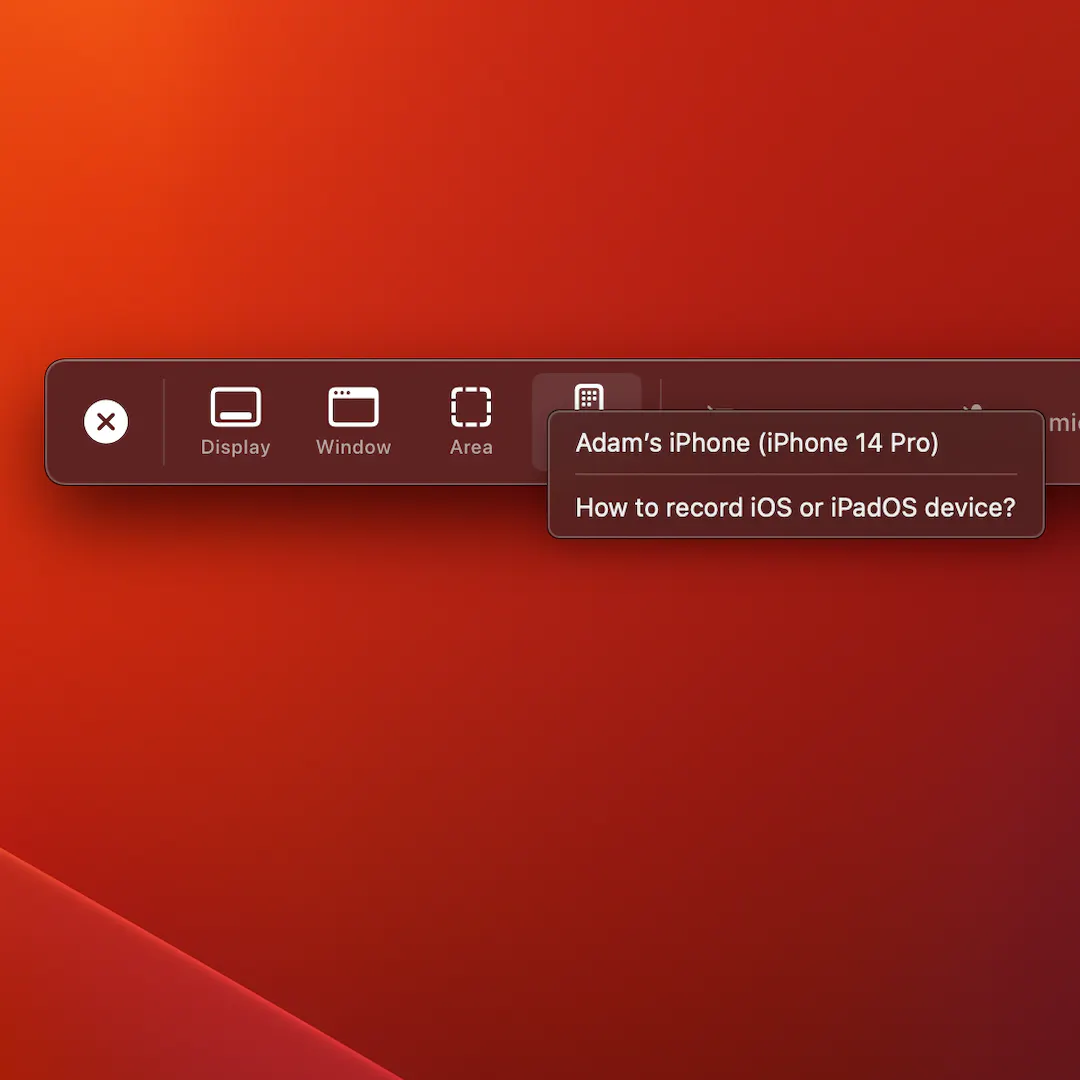 Display
Window
Area
Adam's iPhone (iPhone 14 Pro)
How to record iOS or iPadOS device?